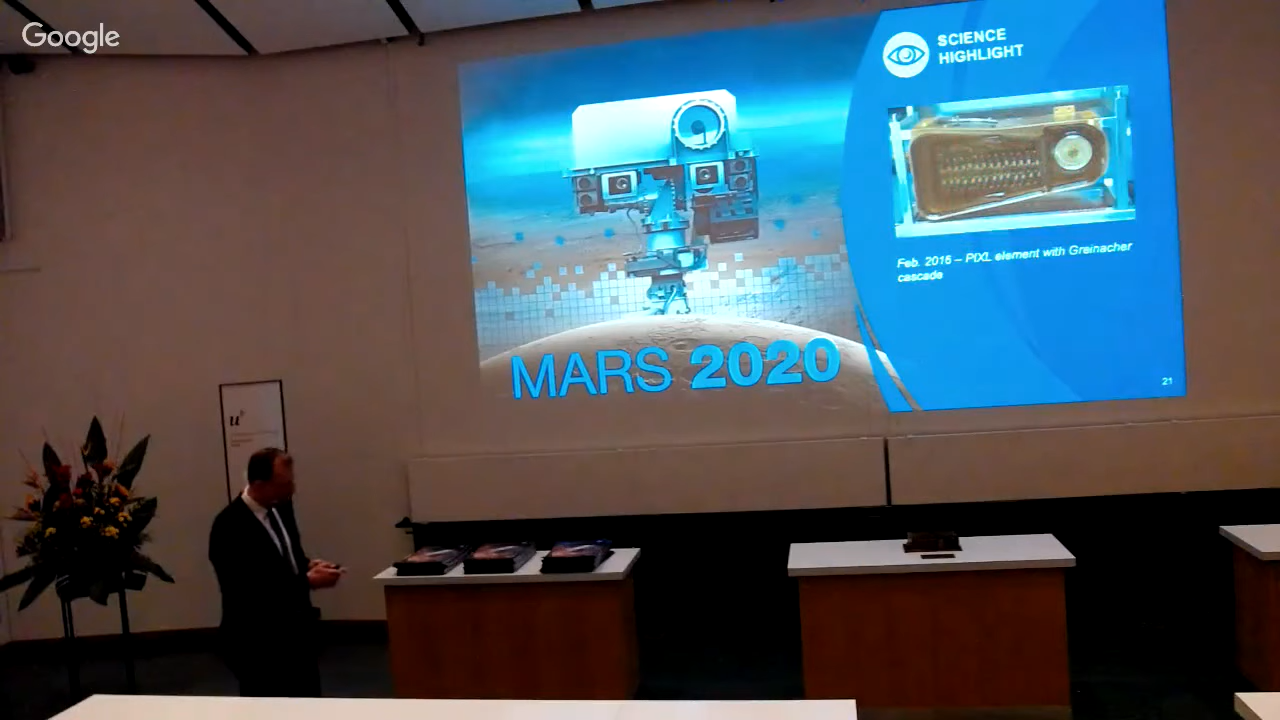 Google
SCIENCE
HIGHLIGHT
Feb. 2016 – PIXL element with Greinacher
cascade
MARS 2020
21
u